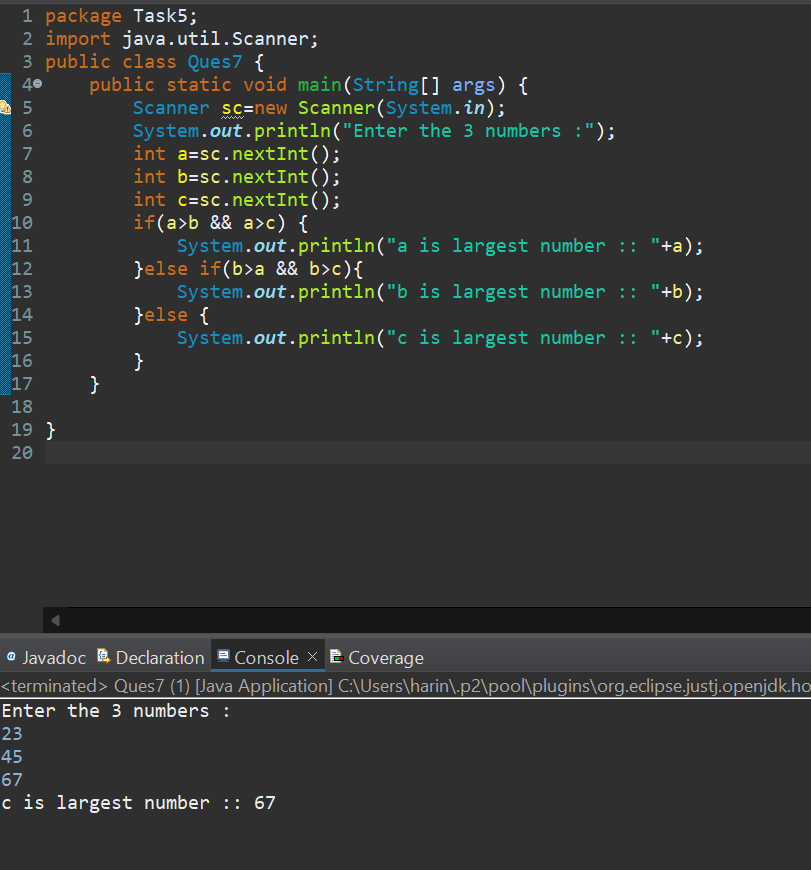 1 package Task5;
2 import java.util.Scanner;
3 public class Ques7 {
4 public static void main(String[] args) {
5 Scanner sc=new Scanner(System.in);
6 System.out.println("Enter the 3 numbers :");
7 int a=sc.nextInt();
8 int b=sc.nextInt();
9 int c=sc.nextInt();
10 if(a>b && a>c) {
11 System.out.println("a is largest number :: "+a);
12 }else if(b>a && b>c){
13 System.out.println("b is largest number :: "+b);
14 }else {
15 System.out.println("c is largest number :: "+c);
16 }
17 }
18
19 }
20
@ Javadoc Declaration Console × Coverage
<terminated> Ques7 (1) [Java Application] C:\Users\harin\.p2\pool\plugins\org.eclipse.justj.openjdk.ho
Enter the 3 numbers :
23
45
67
c is largest number :: 67